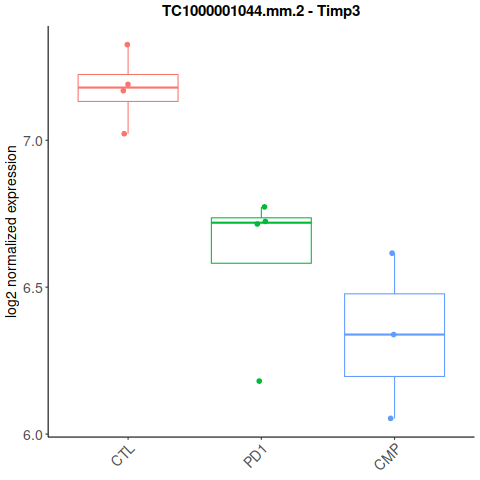 TC1000001044.mm.2 - Timp3
log2 normalized expression
7.0
6.5
6.0
CTL
PD1
CMP